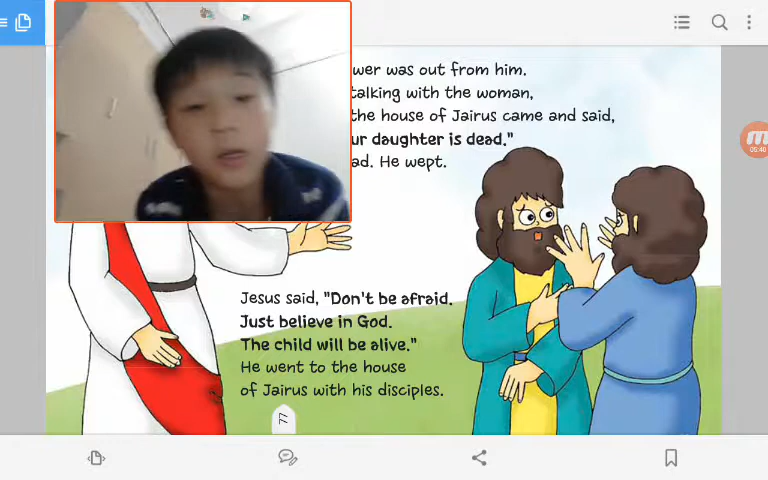 wer was out from him.
talking with the woman,
the house of Jairus came and said,
ur daughter is dead."
ad. He wept.
05:40
Jesus said, "Don't be afraid.
Just believe in God.
The child will be alive."
He went to the house
of Jairus with his disciples.
77